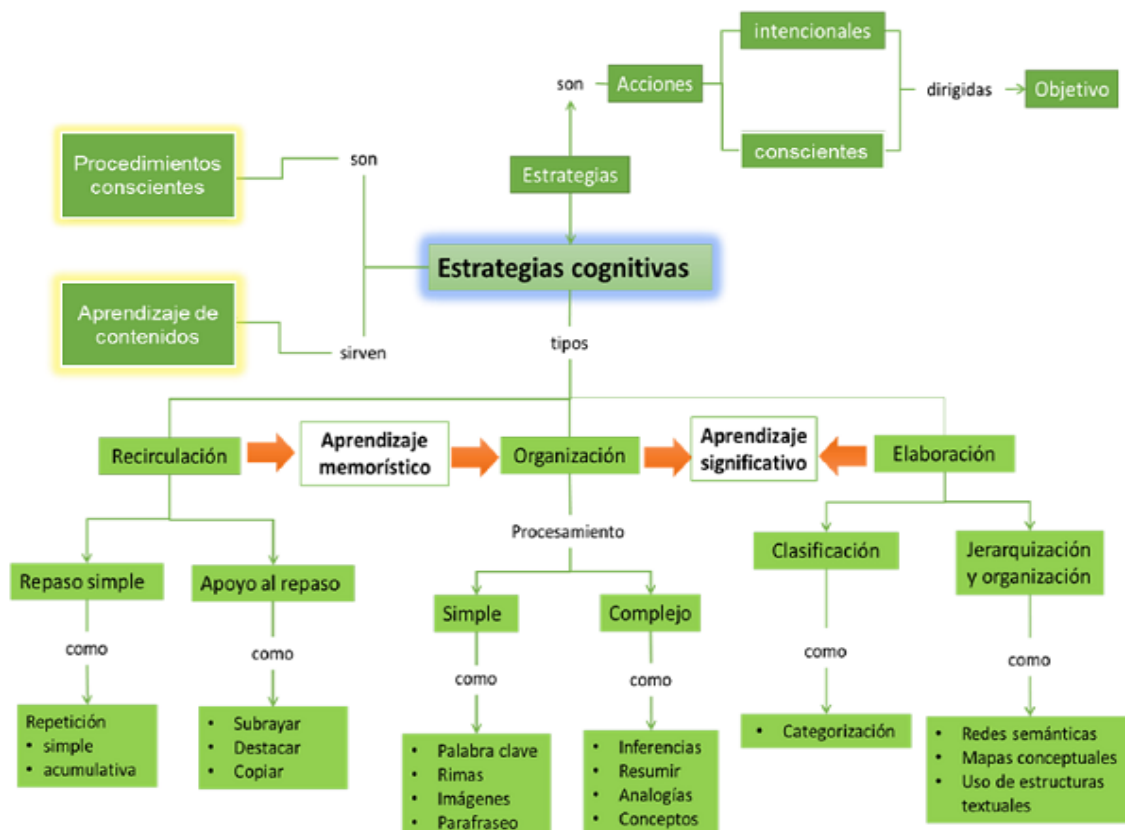 intencionales
son
Acciones
dirigidas
Objetivo
conscientes
Estrategias
Procedimientos
conscientes
son
Estrategias cognitivas
Aprendizaje de
contenidos
sirven
tipos
Recirculación
Aprendizaje
memorístico
Organización
Aprendizaje
significativo
Elaboración
Procesamiento
Repaso simple
Apoyo al repaso
Simple
Complejo
Clasificación
Jerarquización
y organización
como
como
como
como
como
como
Repetición
• simple
• acumulativa
• Subrayar
• Destacar
• Copiar
• Palabra clave
• Rimas
• Imágenes
• Parafraseo
• Inferencias
• Resumir
• Analogías
• Conceptos
• Categorización
• Redes semánticas
• Mapas conceptuales
• Uso de estructuras
textuales